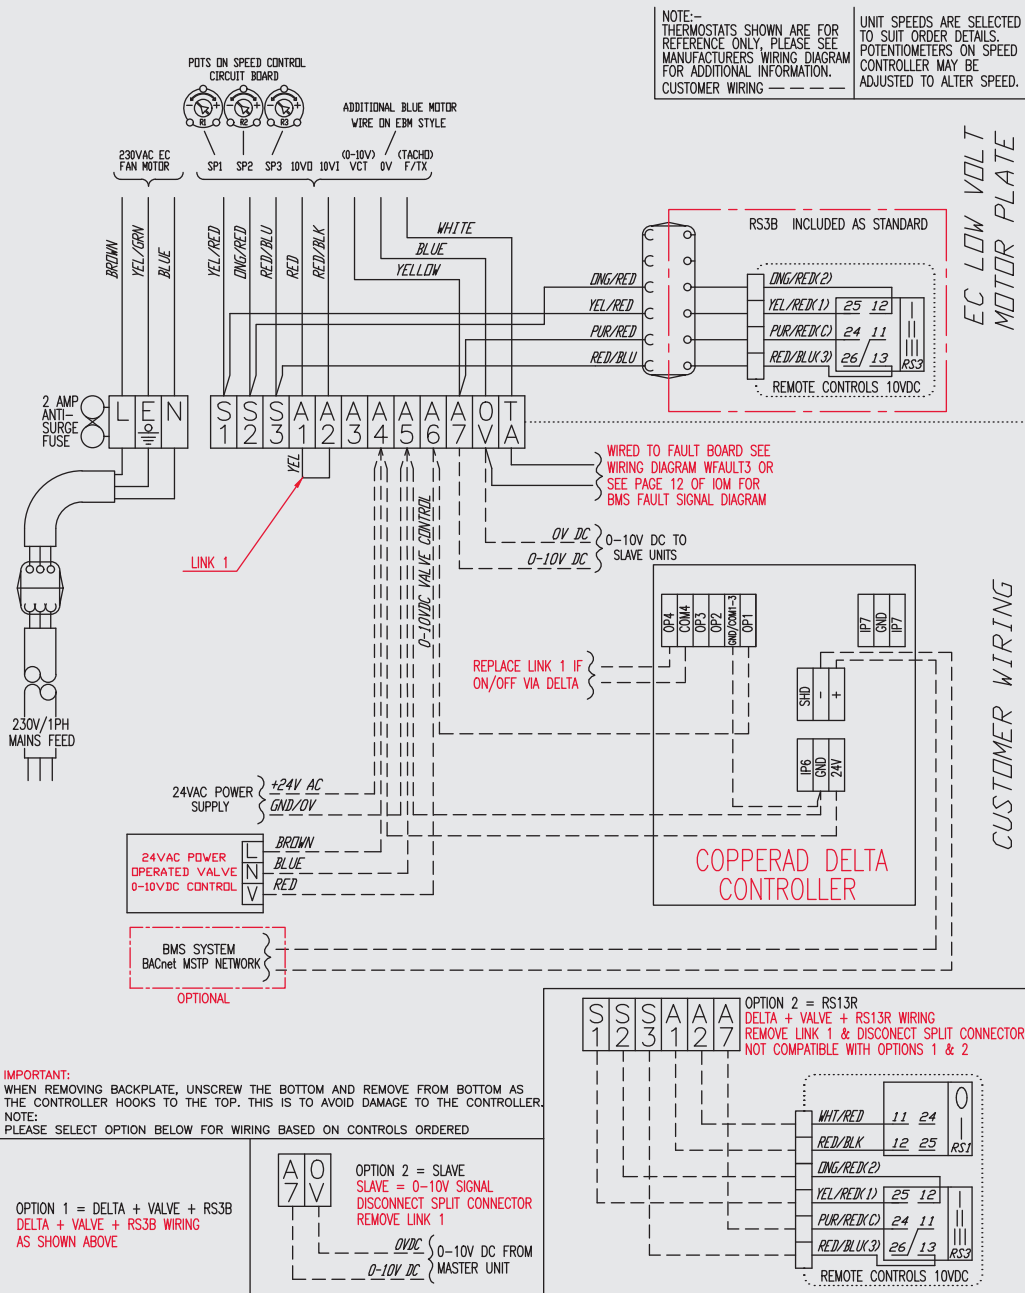 NOTE:-
THERMOSTATS SHOWN ARE FOR
REFERENCE ONLY, PLEASE SEE
MANUFACTURERS WIRING DIAGRAM
FOR ADDITIONAL INFORMATION.
CUSTOMER WIRING
UNIT SPEEDS ARE SELECTED
TO SUIT ORDER DETAILS.
POTENTIOMETERS ON SPEED
CONTROLLER MAY BE
ADJUSTED TO ALTER SPEED.
POTS ON SPEED CONTROL
CIRCUIT BOARD
- + - + - +
R1 R2 R3
ADDITIONAL BLUE MOTOR
WIRE ON EBM STYLE
230VAC EC
FAN MOTOR
SP1 SP2 SP3 10VO 10VI (0-10V) VCT 0V (TACHO) F/TX
BROWN
YEL/GRN
BLUE
YEL/RED
ONG/RED
RED/BLU
RED
RED/BLK
WHITE
BLUE
YELLOW
EC LOW VOLT
MOTOR PLATE
RS3B INCLUDED AS STANDARD
ONG/RED
YEL/RED
PUR/RED
RED/BLU
ONG/RED(2)
YEL/RED(1)
PUR/RED(C)
RED/BLUK3)
25 12
24 11
26 13
I
II
III
RS3
REMOTE CONTROLS 10VDC
2 AMP
ANTI-
SURGE
FUSE
L E N
S1 S2 S3 A1 A2 A3 A4 A5 A6 A7 0V TA
YEL
LINK 1
WIRED TO FAULT BOARD SEE
WIRING DIAGRAM WFAULT3 OR
SEE PAGE 12 OF IOM FOR
BMS FAULT SIGNAL DIAGRAM
0V DC
0-10V DC
0-10V DC TO
SLAVE UNITS
0-10VDC VALVE CONTROL
CUSTOMER WIRING
OP4
COM4
OP3
OP2
GND/COM1-3
OP1
IP7
GND
IP7
REPLACE LINK 1 IF
ON/OFF VIA DELTA
SHD
-
+
IP6
GND
24V
COPPERAD DELTA
CONTROLLER
230V/1PH
MAINS FEED
24VAC POWER
SUPPLY
+24V AC
GND/0V
24VAC POWER
OPERATED VALVE
0-10VDC CONTROL
L
N
V
BROWN
BLUE
RED
BMS SYSTEM
BACnet MSTP NETWORK
OPTIONAL
IMPORTANT:
WHEN REMOVING BACKPLATE, UNSCREW THE BOTTOM AND REMOVE FROM BOTTOM AS
THE CONTROLLER HOOKS TO THE TOP. THIS IS TO AVOID DAMAGE TO THE CONTROLLER.
NOTE:
PLEASE SELECT OPTION BELOW FOR WIRING BASED ON CONTROLS ORDERED
OPTION 1 = DELTA + VALVE + RS3B
DELTA + VALVE + RS3B WIRING
AS SHOWN ABOVE
A7 0V
OPTION 2 = SLAVE
SLAVE = 0-10V SIGNAL
DISCONNECT SPLIT CONNECTOR
REMOVE LINK 1
0VDC
0-10V DC
0-10V DC FROM
MASTER UNIT
S1 S2 S3 A1 A2 A7
OPTION 2 = RS13R
DELTA + VALVE + RS13R WIRING
REMOVE LINK 1 & DISCONECT SPLIT CONNECTOR
NOT COMPATIBLE WITH OPTIONS 1 & 2
WHT/RED
RED/BLK
ONG/RED(2)
YEL/RED(1)
PUR/RED(C)
RED/BLUK3)
11 24
12 25
O
I
RS1
25 12
24 11
26 13
I
II
III
RS3
REMOTE CONTROLS 10VDC